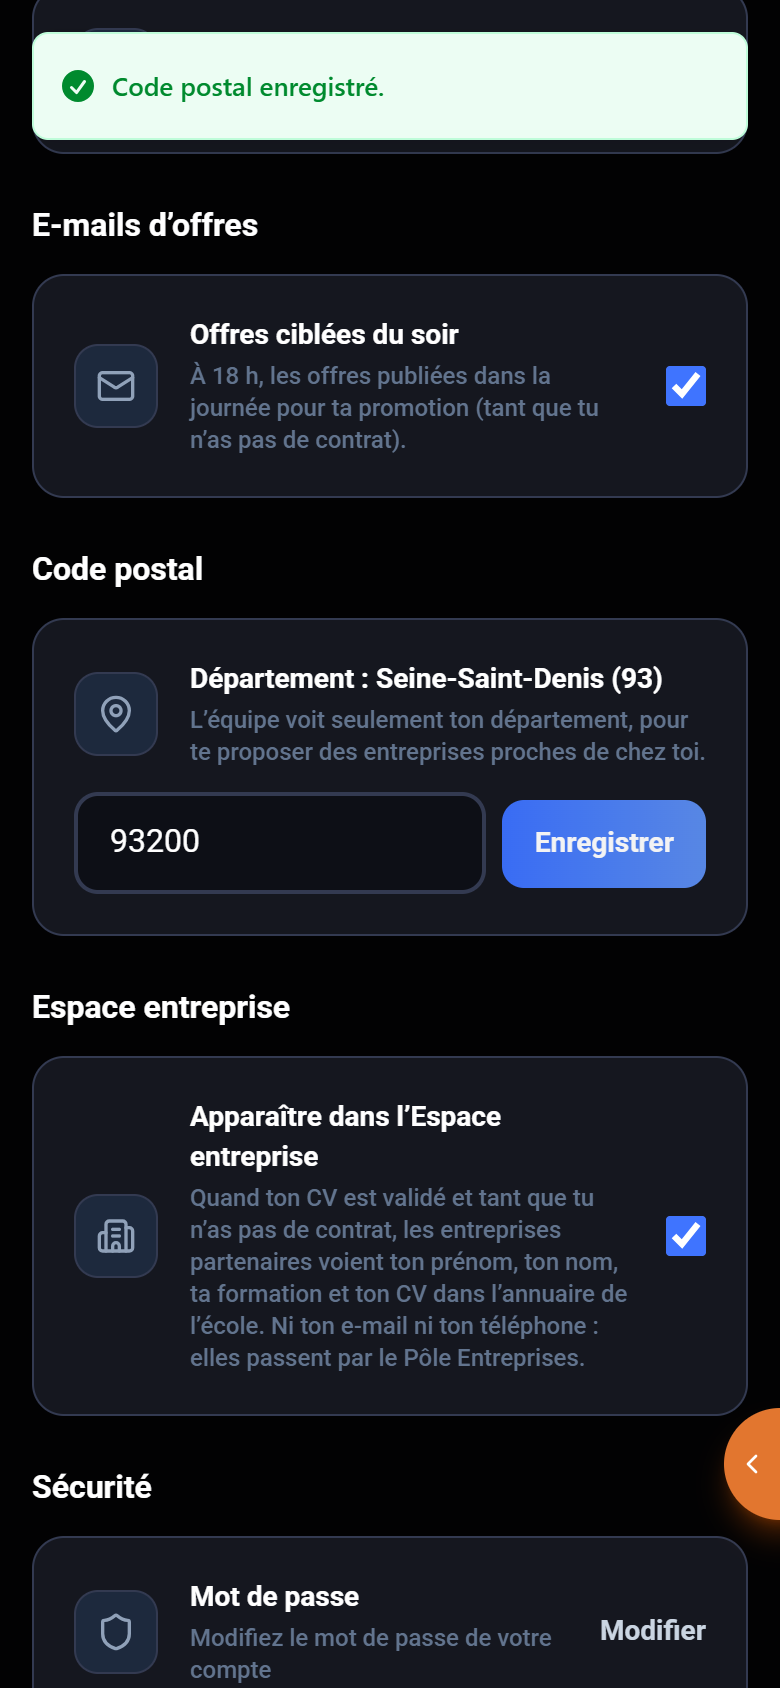 Code postal enregistré.
E-mails d’offres
Offres ciblées du soir
À 18 h, les offres publiées dans la
journée pour ta promotion (tant que tu
n’as pas de contrat).
Code postal
Département : Seine-Saint-Denis (93)
L’équipe voit seulement ton département, pour
te proposer des entreprises proches de chez toi.
93200
Enregistrer
Espace entreprise
Apparaître dans l’Espace
entreprise
Quand ton CV est validé et tant que tu
n’as pas de contrat, les entreprises
partenaires voient ton prénom, ton nom,
ta formation et ton CV dans l’annuaire de
l’école. Ni ton e-mail ni ton téléphone :
elles passent par le Pôle Entreprises.
Sécurité
Mot de passe
Modifiez le mot de passe de votre
compte
Modifier